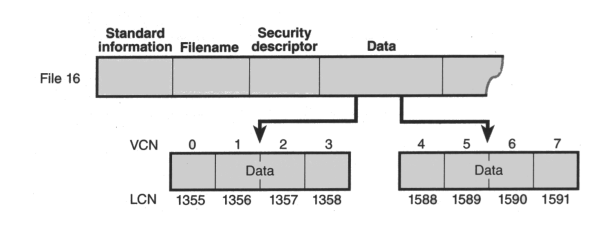 Standard information Filename Security descriptor Data
File 16
VCN 0 1 2 3 4 5 6 7
Data Data
LCN 1355 1356 1357 1358 1588 1589 1590 1591